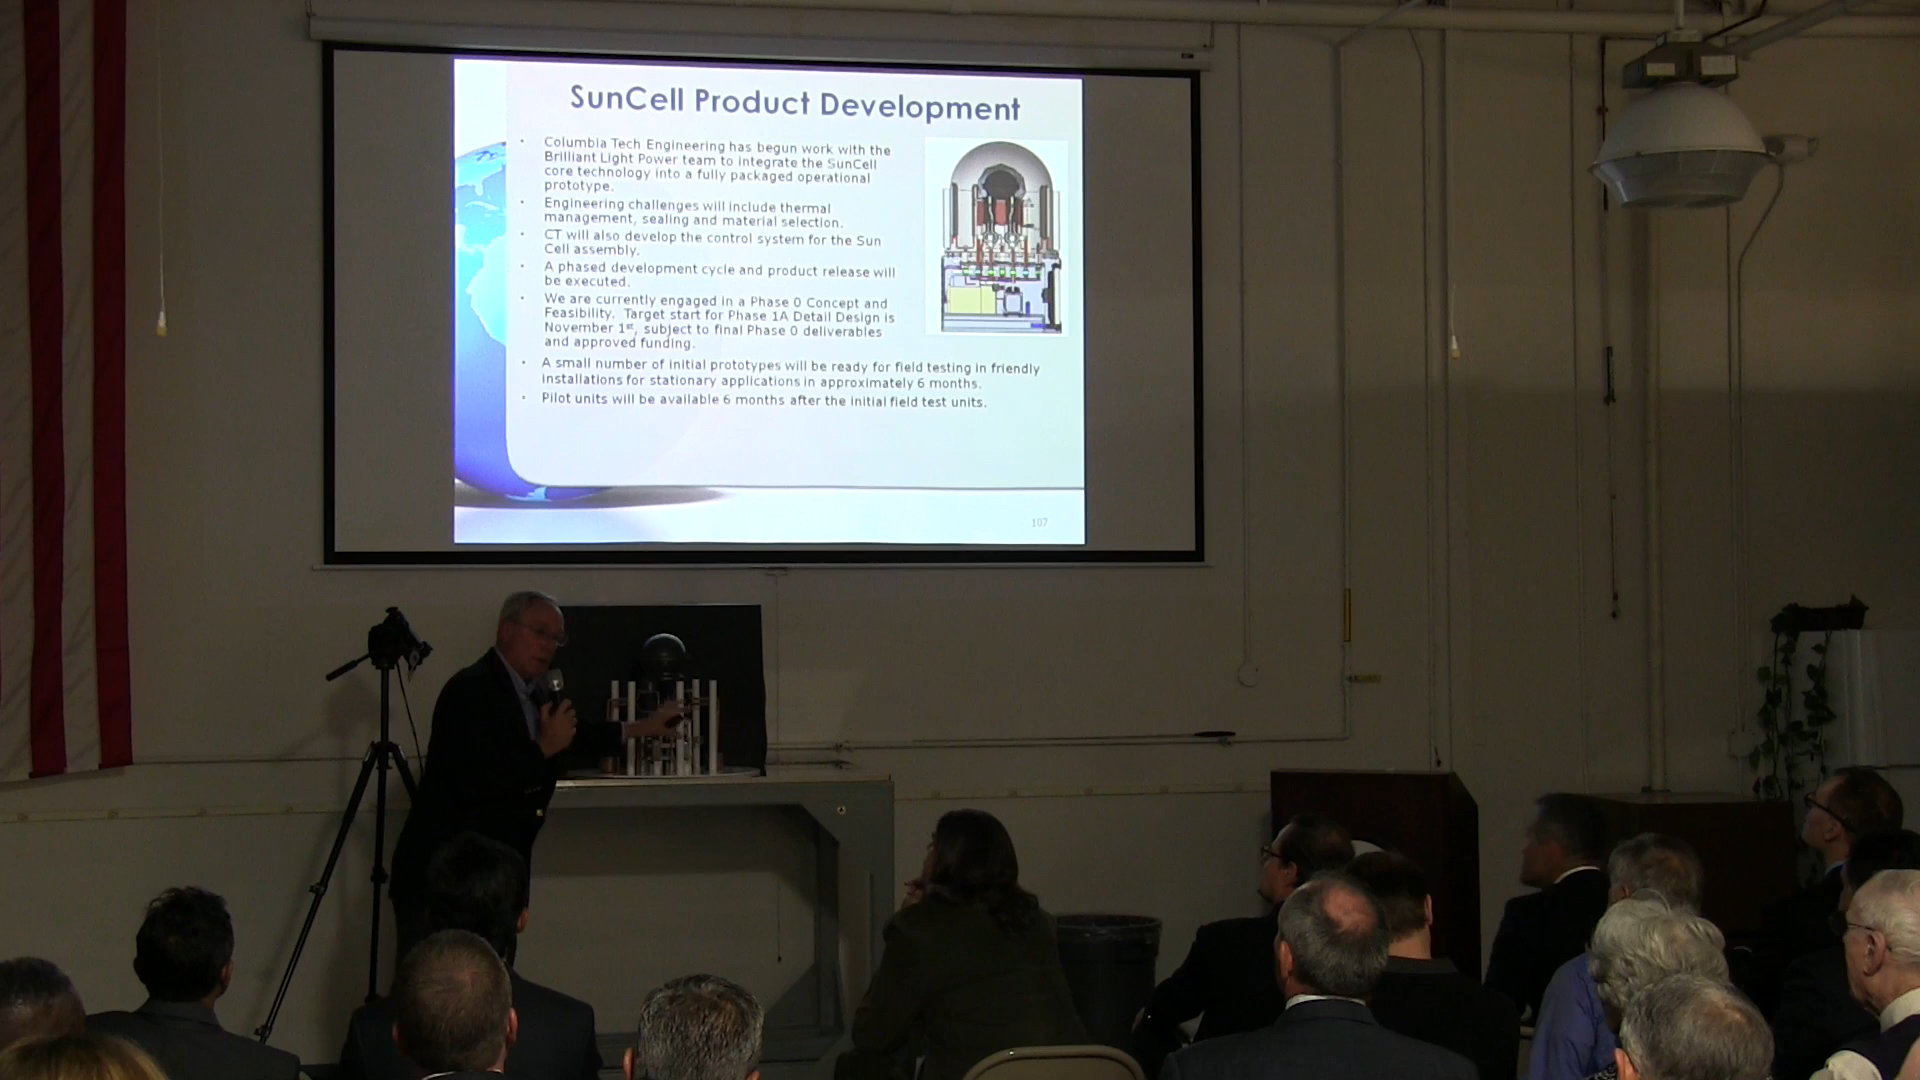 SunCell Product Development
• Columbia Tech Engineering has begun work with the
Brilliant Light Power team to integrate the SunCell
core technology into a fully packaged operational
prototype.
• Engineering challenges will include thermal
management, sealing and material selection.
• CT will also develop the control system for the Sun
Cell assembly.
• A phased development cycle and product release will
be executed.
• We are currently engaged in a Phase 0 Concept and
Feasibility. Target start for Phase 1A Detail Design is
November 1st, subject to final Phase 0 deliverables
and approved funding.
• A small number of initial prototypes will be ready for field testing in friendly
installations for stationary applications in approximately 6 months.
• Pilot units will be available 6 months after the initial field test units.
107